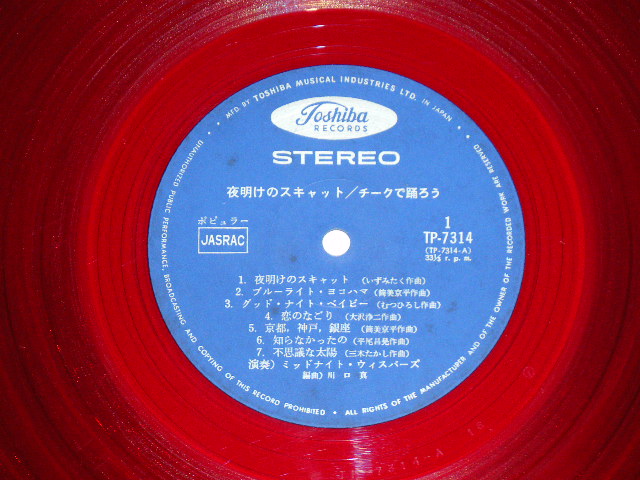 MFD. BY TOSHIBA MUSICAL INDUSTRIES LTD. IN JAPAN
Toshiba
RECORDS
STEREO
夜明けのスキャット/チークで踊ろう
ポピュラー
JASRAC
1
TP-7314
(TP-7314-A)
33⅓ r. p. m.
1. 夜明けのスキャット (いずみたく作曲)
2. ブルーライト・ヨコハマ (筒美京平作曲)
3. グッド・ナイト・ベイビー (むつひろし作曲)
4. 恋のなごり (大沢浄二作曲)
5. 京都,神戸,銀座 (筒美京平作曲)
6. 知らなかったの (平尾昌晃作曲)
7. 不思議な太陽 (三木たかし作曲)
演奏) ミッドナイト・ウィスパーズ
編曲) 川口真
UNAUTHORIZED PUBLIC PERFORMANCE, BROADCASTING AND COPYING OF THIS RECORD PROHIBITED • ALL RIGHTS OF THE MANUFACTURER AND OF THE OWNER OF THE RECORDED WORK ARE RESERVED